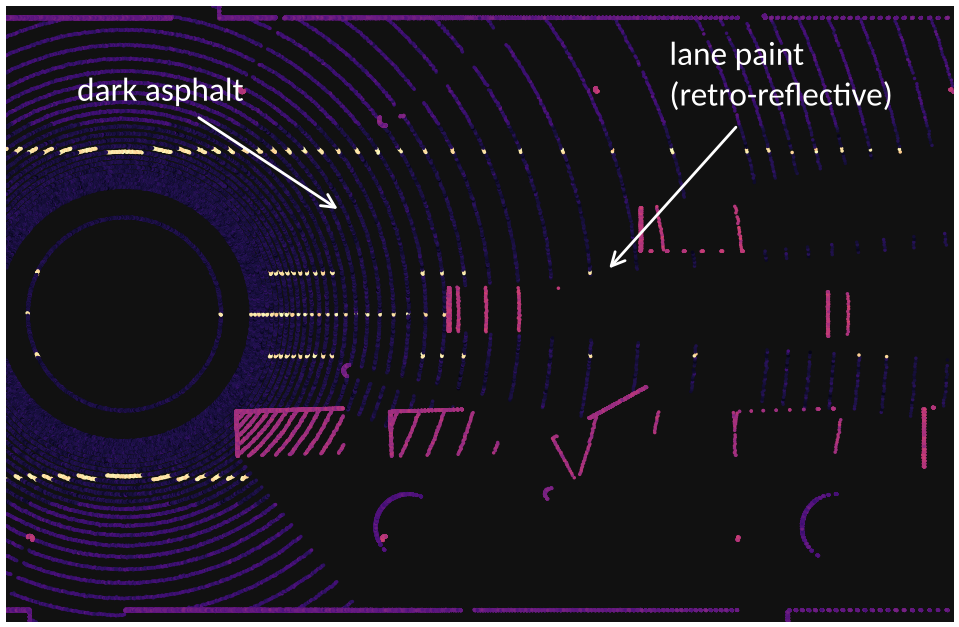 lane paint
(retro-reflective)
dark asphalt